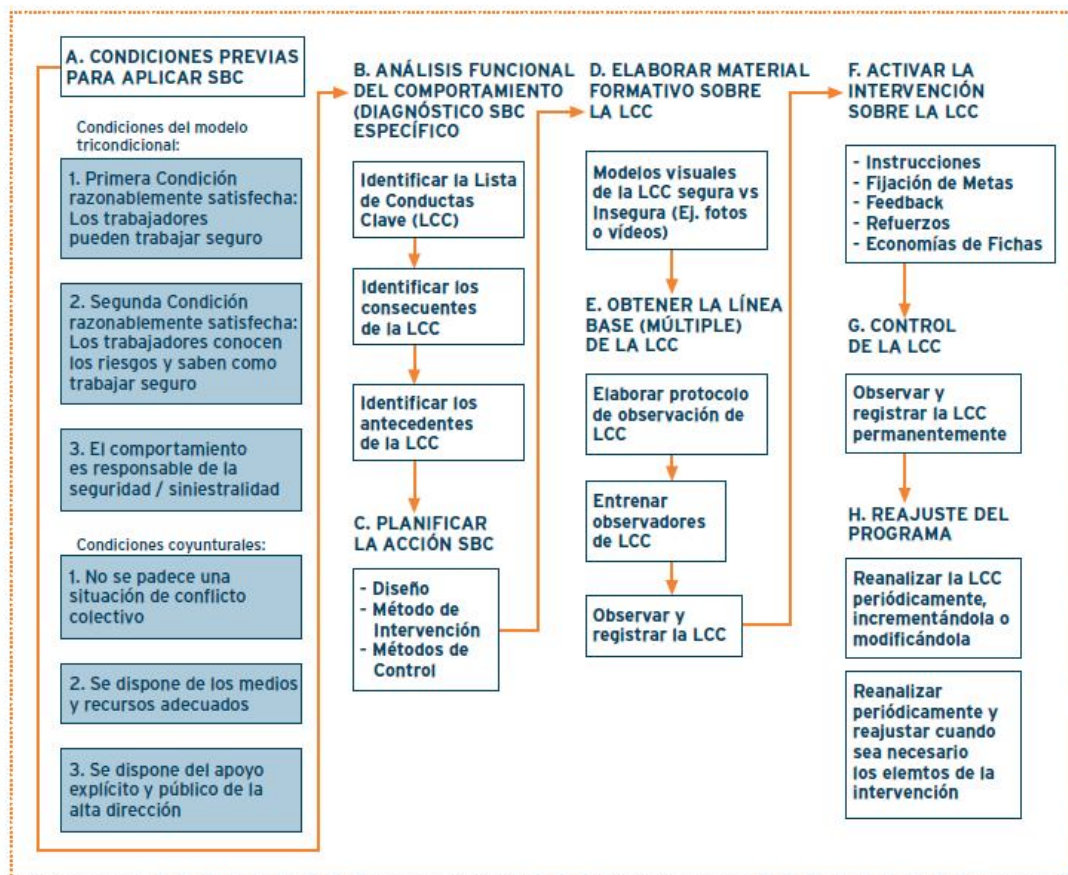 A. CONDICIONES PREVIAS
PARA APLICAR SBC
Condiciones del modelo
tricondicional:
1. Primera Condición
razonablemente satisfecha:
Los trabajadores
pueden trabajar seguro
2. Segunda Condición
razonablemente satisfecha:
Los trabajadores conocen
los riesgos y saben como
trabajar seguro
3. El comportamiento
es responsable de la
seguridad / siniestralidad
Condiciones coyunturales:
1. No se padece una
situación de conflicto
colectivo
2. Se dispone de los medios
y recursos adecuados
3. Se dispone del apoyo
explícito y público de la
alta dirección
B. ANÁLISIS FUNCIONAL
DEL COMPORTAMIENTO
(DIAGNÓSTICO SBC
ESPECÍFICO
Identificar la Lista
de Conductas
Clave (LCC)
Identificar los
consecuentes
de la LCC
Identificar los
antecedentes
de la LCC
C. PLANIFICAR
LA ACCIÓN SBC
- Diseño
- Método de
Intervención
- Métodos de
Control
D. ELABORAR MATERIAL
FORMATIVO SOBRE
LA LCC
Modelos visuales
de la LCC segura vs
Insegura (Ej. fotos
o vídeos)
E. OBTENER LA LÍNEA
BASE (MÚLTIPLE)
DE LA LCC
Elaborar protocolo
de observación de
LCC
Entrenar
observadores
de LCC
Observar y
registrar la LCC
F. ACTIVAR LA
INTERVENCIÓN
SOBRE LA LCC
- Instrucciones
- Fijación de Metas
- Feedback
- Refuerzos
- Economías de Fichas
G. CONTROL
DE LA LCC
Observar y
registrar la LCC
permanentemente
H. REAJUSTE DEL
PROGRAMA
Reanalizar la LCC
periódicamente,
incrementándola o
modificándola
Reanalizar
periódicamente y
reajustar cuando
sea necesario
los elemtos de la
intervención